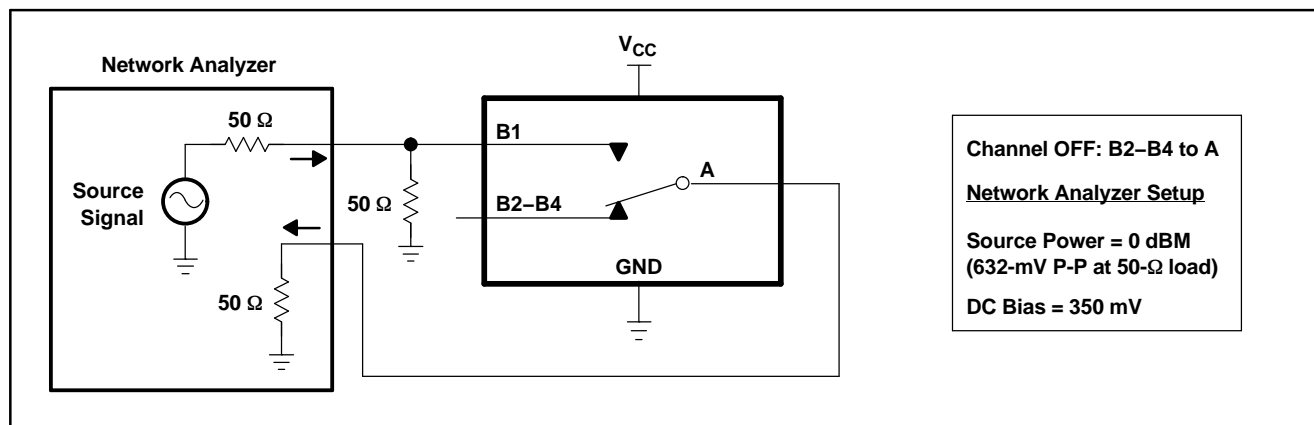 Network Analyzer
50 Ω
Source
Signal
50 Ω
50 Ω
VCC
B1
A
B2–B4
GND
Channel OFF: B2–B4 to A
Network Analyzer Setup
Source Power = 0 dBM
(632-mV P-P at 50-Ω load)
DC Bias = 350 mV